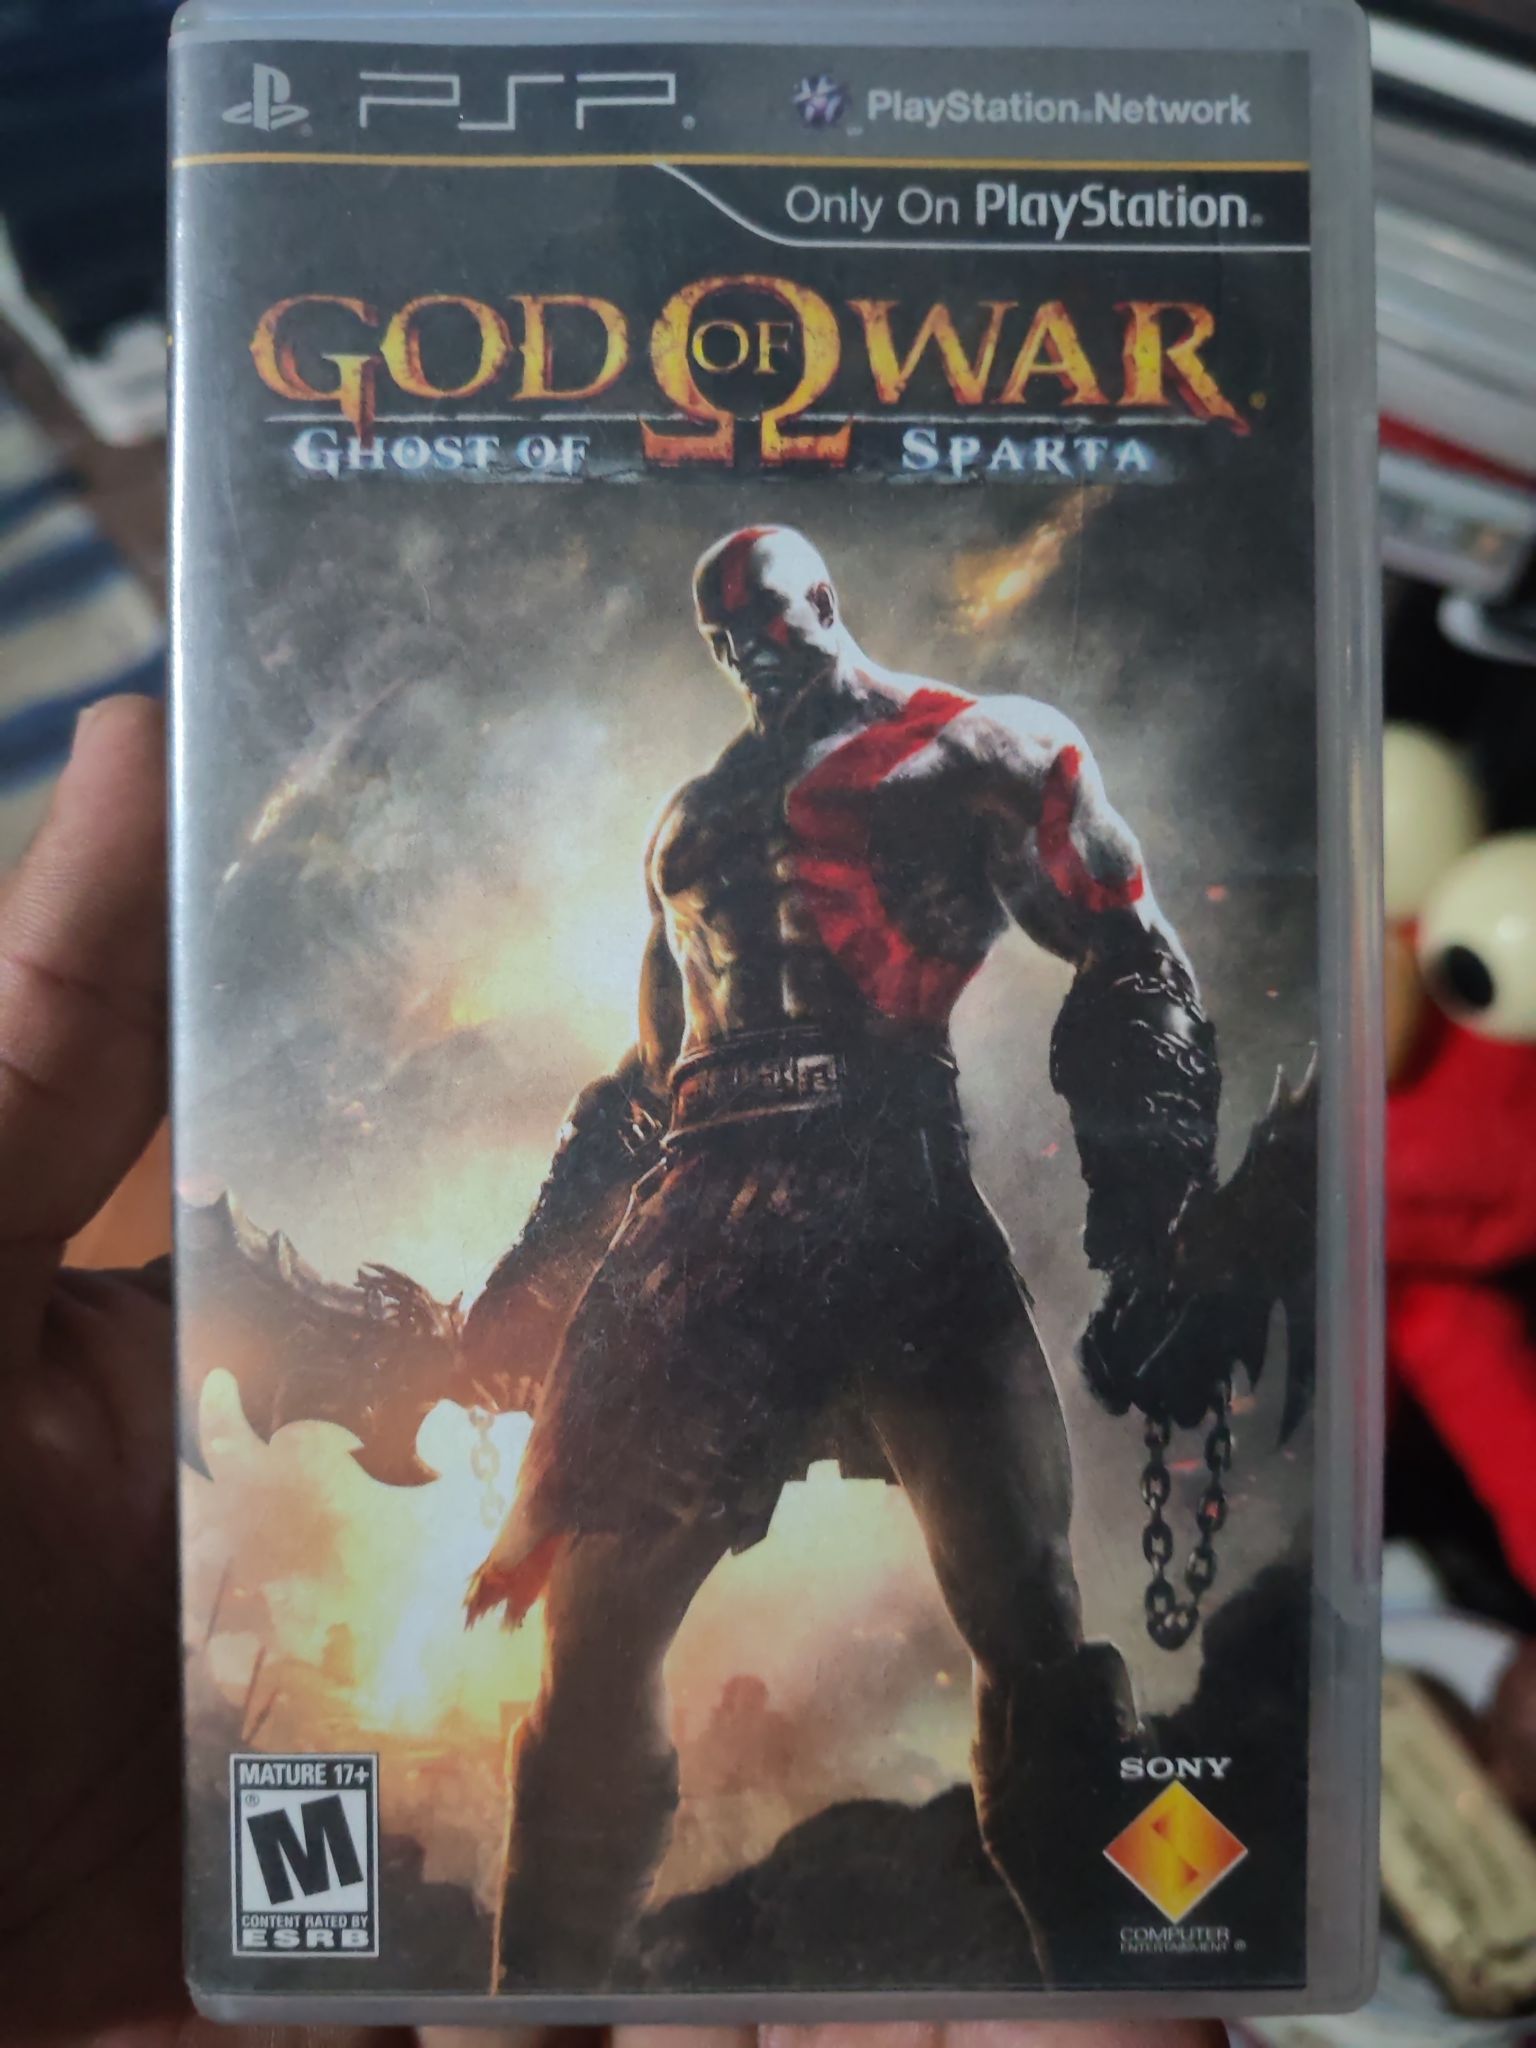 PSP PlayStation®Network
Only On PlayStation®
GOD OF WAR
GHOST OF SPARTA
MATURE 17+
M
CONTENT RATED BY
ESRB
SONY
COMPUTER
ENTERTAINMENT ®